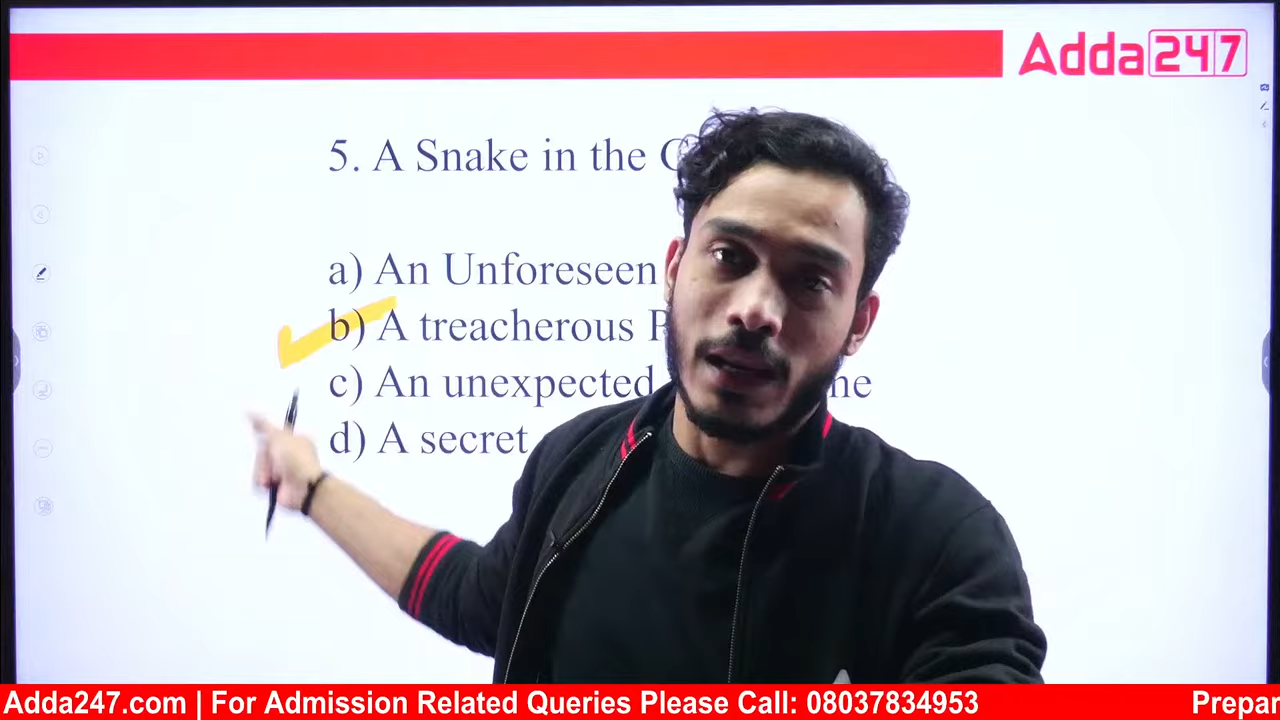 Adda247
5. A Snake in the
a) An Unforeseen
b) A treacherous
c) An unexpected
d) A secret
Adda247.com | For Admission Related Queries Please Call: 08037834953